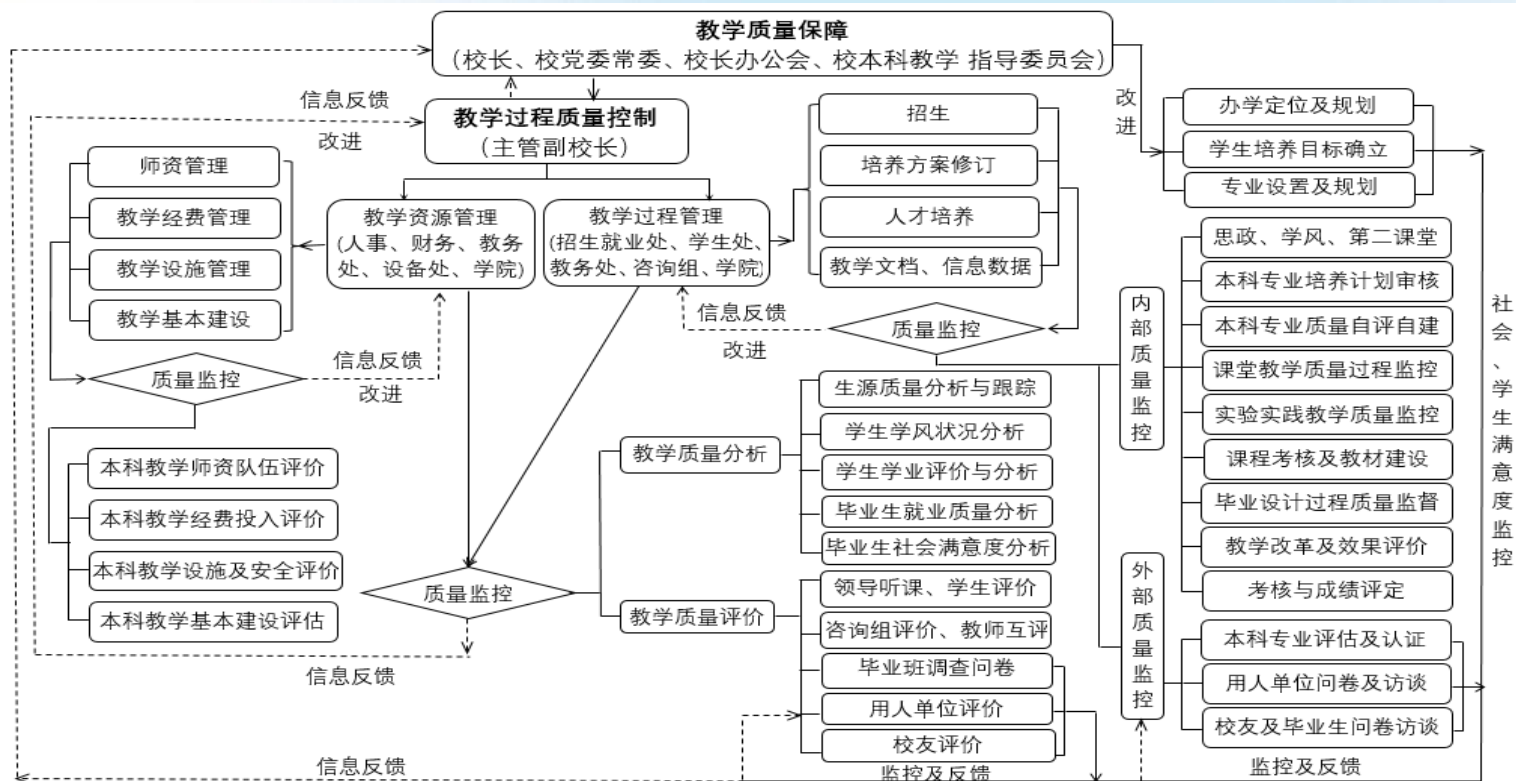 教学质量保障
（校长、校党委常委、校长办公会、校本科教学 指导委员会）
信息反馈
改进
教学过程质量控制
（主管副校长）
师资管理
教学经费管理
教学设施管理
教学基本建设
教学资源管理
(人事、财务、教务
处、设备处、学院)
教学过程管理
(招生就业处、学生处、
教务处、咨询组、学院)
招生
培养方案修订
人才培养
教学文档、信息数据
改
进
办学定位及规划
学生培养目标确立
专业设置及规划
质量监控
信息反馈
改进
质量监控
信息反馈
改进
本科教学师资队伍评价
本科教学经费投入评价
本科教学设施及安全评价
本科教学基本建设评估
信息反馈
质量监控
教学质量分析
生源质量分析与跟踪
学生学风状况分析
学生学业评价与分析
毕业生就业质量分析
毕业生社会满意度分析
教学质量评价
领导听课、学生评价
咨询组评价、教师互评
毕业班调查问卷
用人单位评价
校友评价
内
部
质
量
监
控
思政、学风、第二课堂
本科专业培养计划审核
本科专业质量自评自建
课堂教学质量过程监控
实验实践教学质量监控
课程考核及教材建设
毕业设计过程质量监督
教学改革及效果评价
考核与成绩评定
外
部
质
量
监
控
本科专业评估及认证
用人单位问卷及访谈
校友及毕业生问卷访谈
社
会
、
学
生
满
意
度
监
控
信息反馈
监控及反馈
监控及反馈